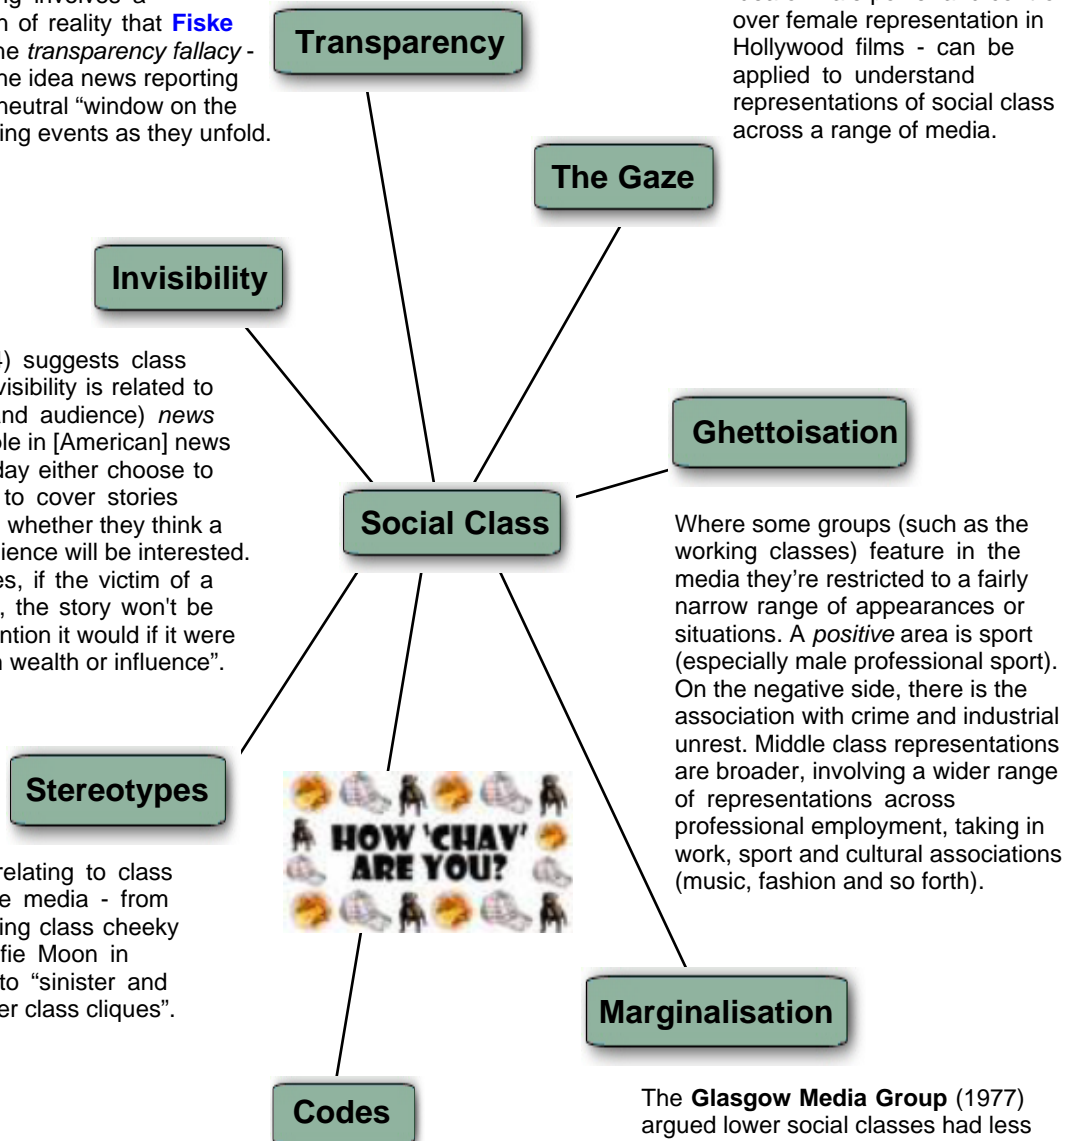 n of reality that Fiske
he transparency fallacy -
he idea news reporting
neutral “window on the
ing events as they unfold.
Transparency
over female representation in
Hollywood films - can be
applied to understand
representations of social class
across a range of media.
The Gaze
Invisibility
4) suggests class
visibility is related to
and audience) news
ple in [American] news
day either choose to
to cover stories
whether they think a
dience will be interested.
es, if the victim of a
, the story won't be
ention it would if it were
h wealth or influence”.
Ghettoisation
Social Class
Where some groups (such as the
working classes) feature in the
media they’re restricted to a fairly
narrow range of appearances or
situations. A positive area is sport
(especially male professional sport).
On the negative side, there is the
association with crime and industrial
unrest. Middle class representations
are broader, involving a wider range
of representations across
professional employment, taking in
work, sport and cultural associations
(music, fashion and so forth).
Stereotypes
HOW 'CHAV'
ARE YOU?
relating to class
e media - from
ing class cheeky
fie Moon in
to “sinister and
er class cliques”.
Marginalisation
Codes
The Glasgow Media Group (1977)
argued lower social classes had less